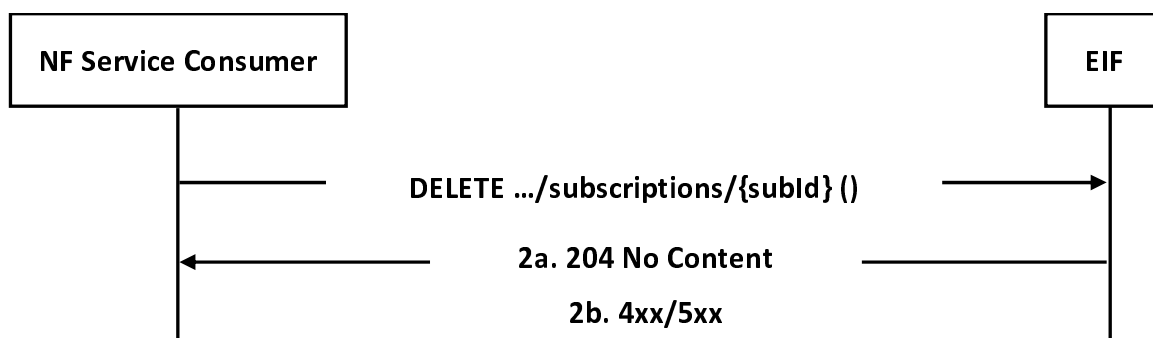 NF Service Consumer
EIF
DELETE .../subscriptions/{subId} ()
2a. 204 No Content
2b. 4xx/5xx